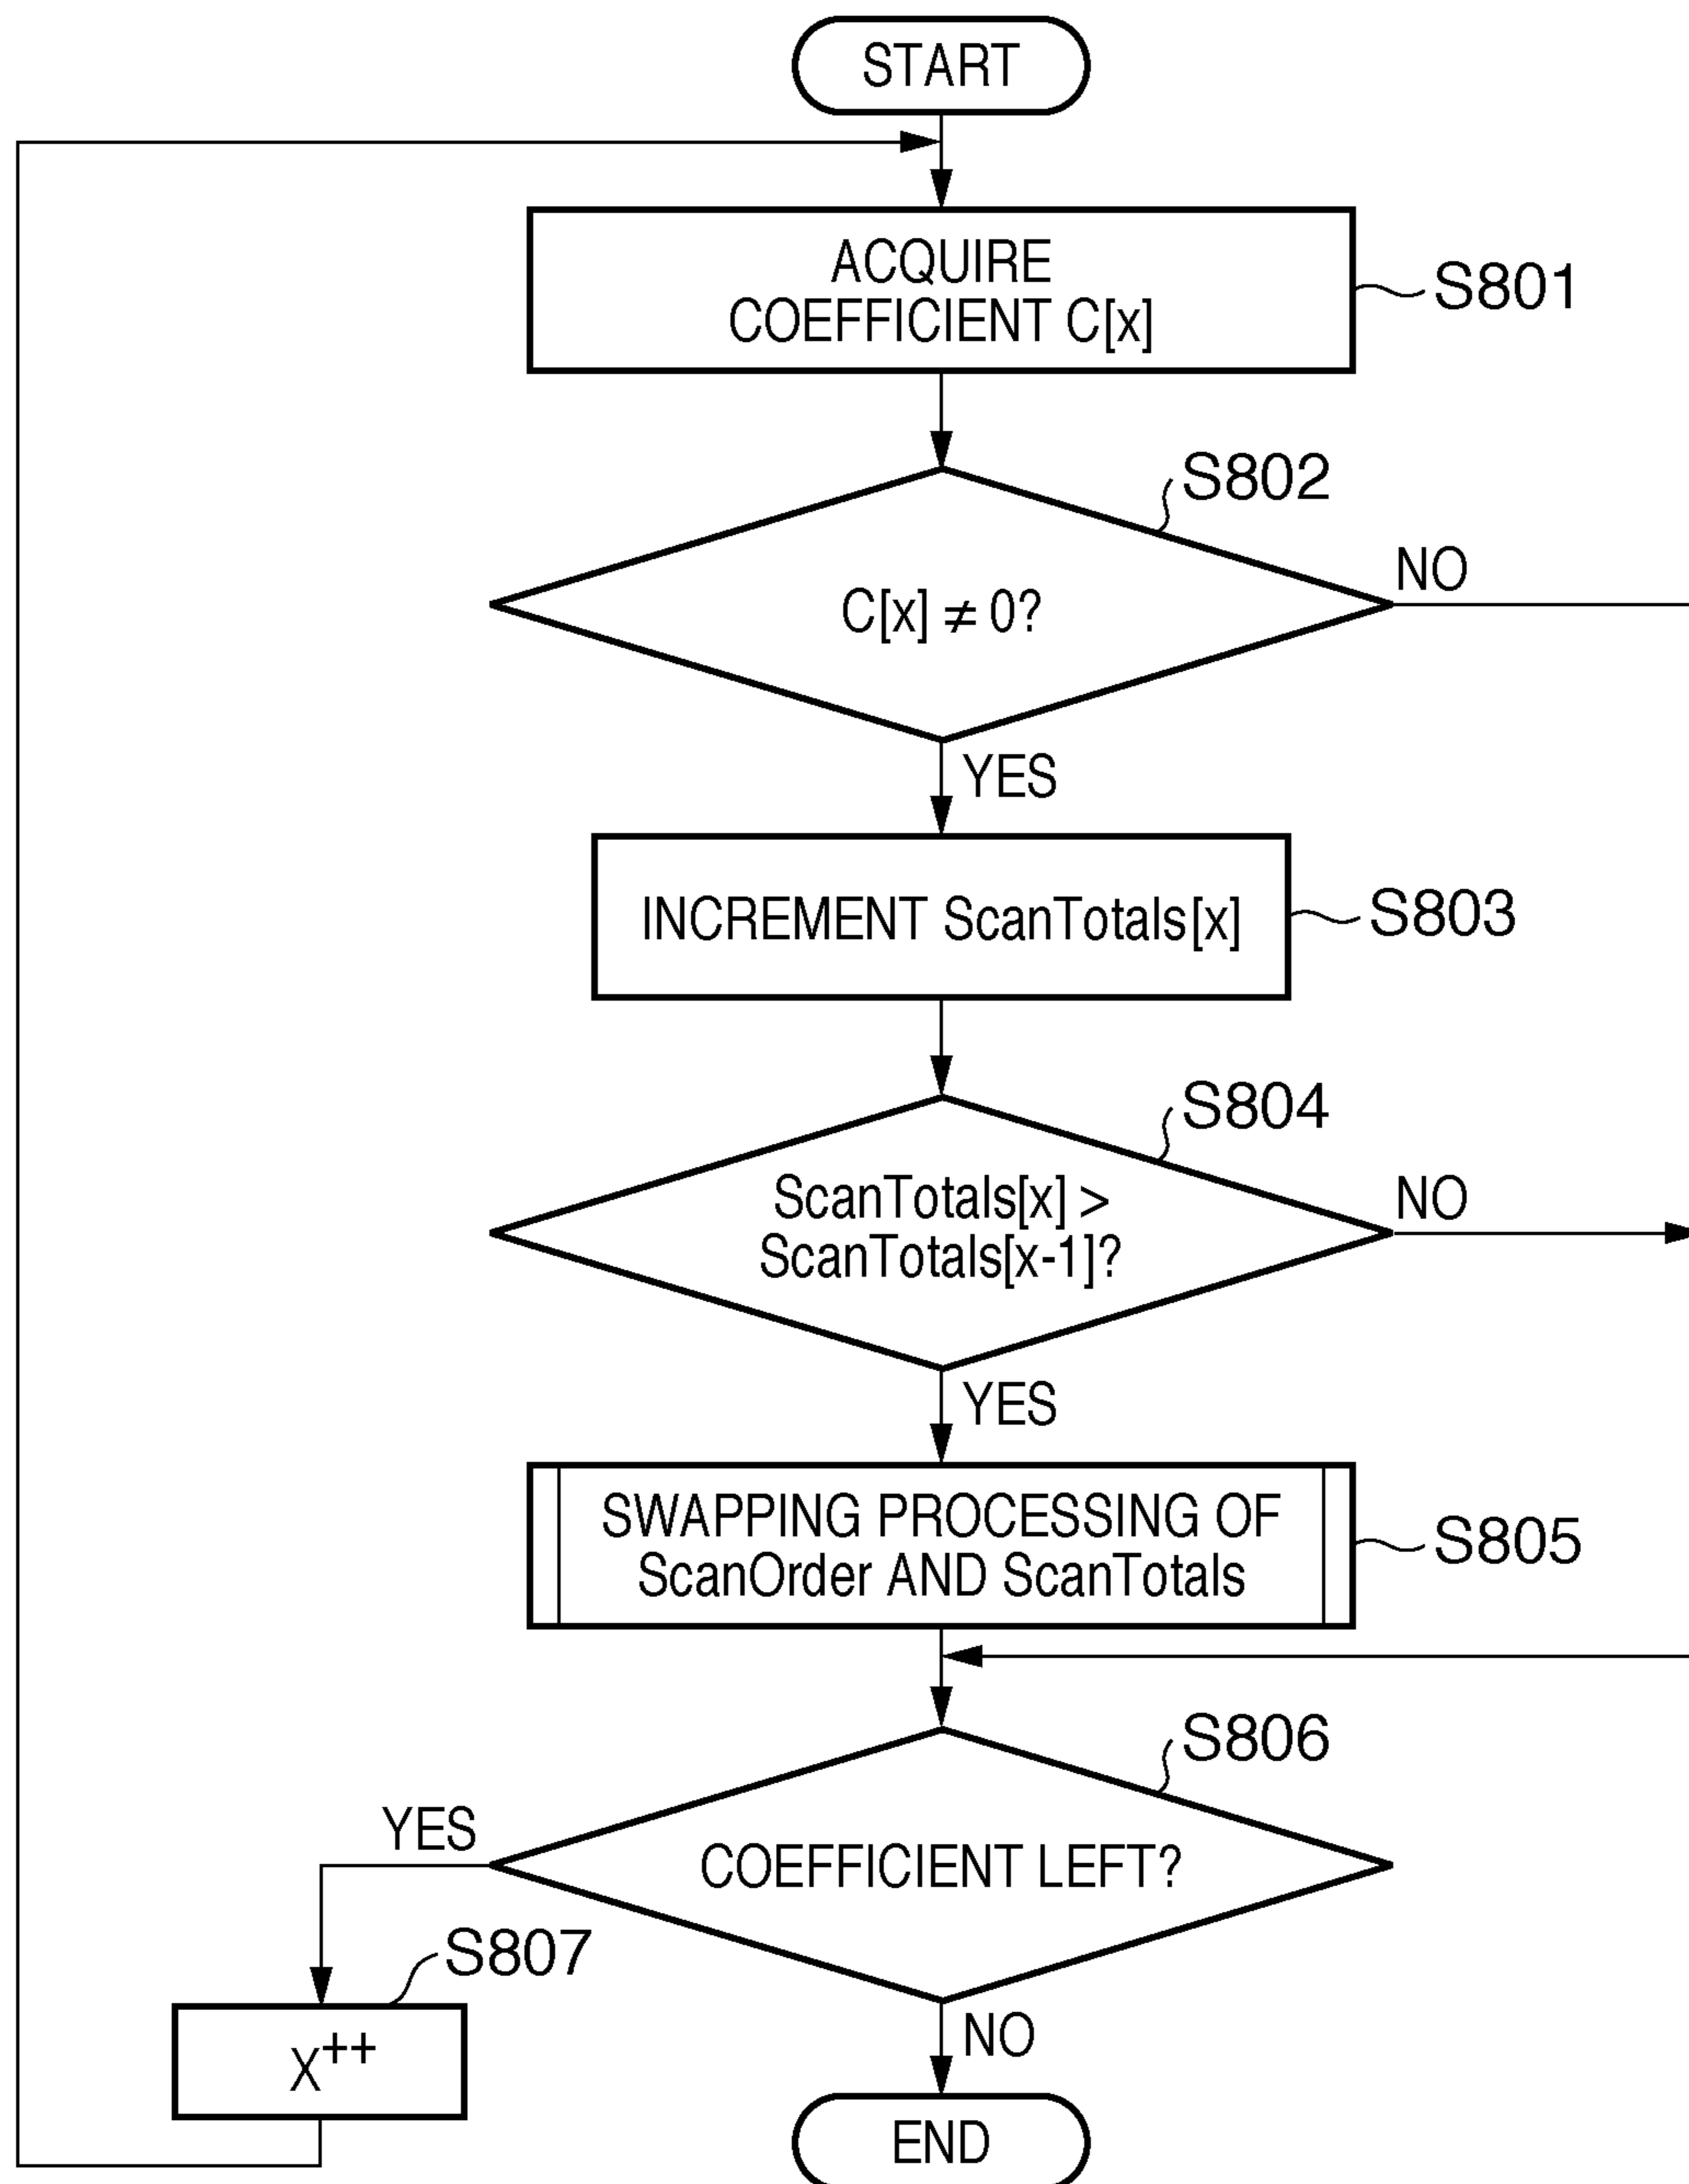 START
ACQUIRE
COEFFICIENT C[x]
S801
S802
C[x] ≠ 0?
NO
YES
INCREMENT ScanTotals[x]
S803
S804
ScanTotals[x] >
ScanTotals[x-1]?
NO
YES
SWAPPING PROCESSING OF
ScanOrder AND ScanTotals
S805
S806
YES
COEFFICIENT LEFT?
S807
X++
NO
END